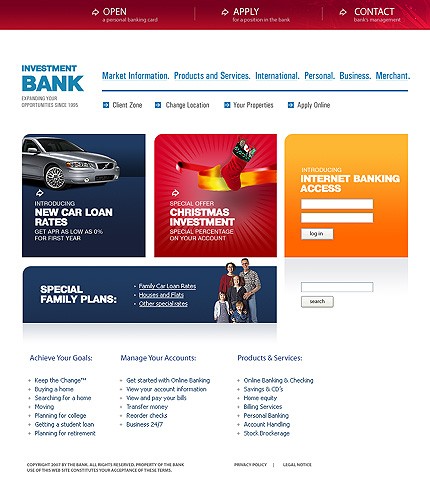 OPEN
a personal banking card
APPLY
for a position in the bank
CONTACT
bank's management
INVESTMENT
BANK
EXPANDING YOUR
OPPORTUNITIES SINCE 1995
Market Information. Products and Services. International. Personal. Business. Merchant.
Client Zone
Change Location
Your Properties
Apply Online
INTRODUCING
NEW CAR LOAN
RATES
GET APR AS LOW AS 0%
FOR FIRST YEAR
SPECIAL OFFER
CHRISTMAS
INVESTMENT
SPECIAL PERCENTAGE
ON YOUR ACCOUNT
INTRODUCING
INTERNET BANKING
ACCESS
log in
SPECIAL
FAMILY PLANS:
Family Car Loan Rates
Houses and Flats
Other special rates
search
Achieve Your Goals:
Keep the Change™
Buying a home
Searching for a home
Moving
Planning for college
Getting a student loan
Planning for retirement
Manage Your Accounts:
Get started with Online Banking
View your account information
View and pay your bills
Transfer money
Reorder checks
Business 24/7
Products & Services:
Online Banking & Checking
Savings & CD's
Home equity
Billing Services
Personal Banking
Account Handling
Stock Brokerage
COPYRIGHT 2007 BY THE BANK. ALL RIGHTS RESERVED, PROPERTY OF THE BANK
USE OF THIS WEB SITE CONSTITUTES YOUR ACCEPTANCE OF THESE TERMS.
PRIVACY POLICY | LEGAL NOTICE